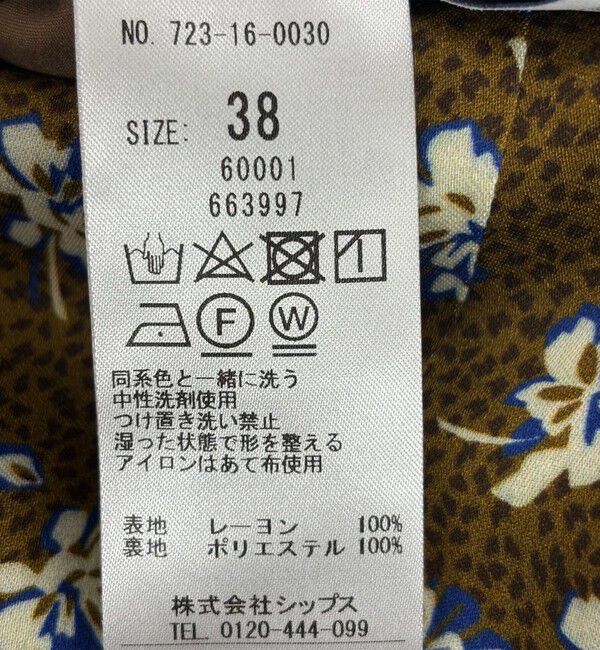 NO. 723-16-0030
SIZE: 38
60001
663997
F W
同系色と一緒に洗う
中性洗剤使用
つけ置き洗い禁止
湿った状態で形を整える
アイロンはあて布使用
表地 レーヨン 100%
裏地 ポリエステル 100%
株式会社シップス
TEL. 0120-444-099